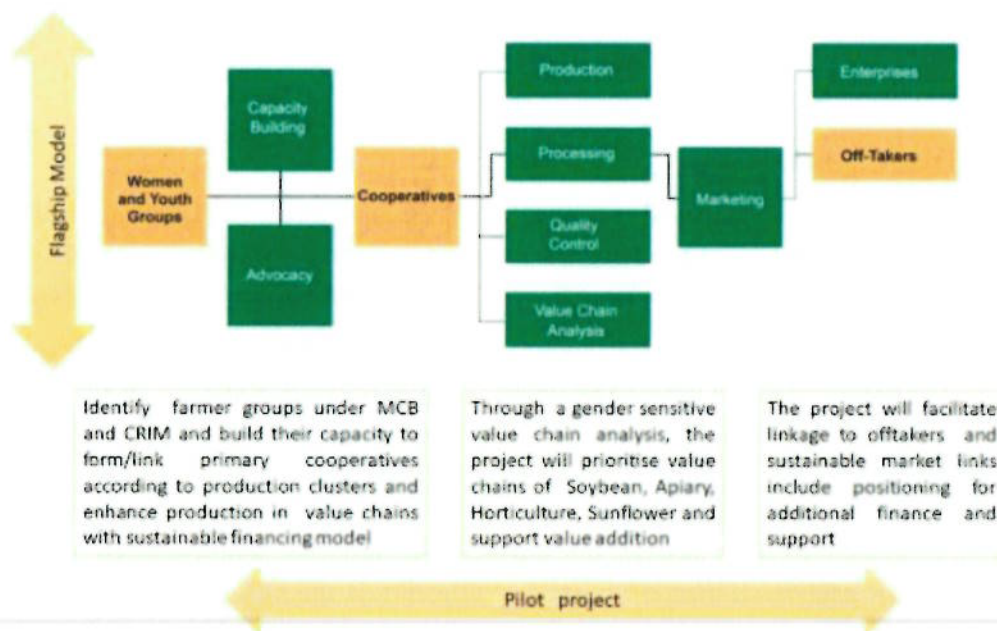 Flagship Model
Women
and Youth
Groups
Capacity
Building
Advocacy
Cooperatives
Production
Processing
Quality
Control
Value Chain
Analysis
Marketing
Enterprises
Off-Takers
Identify farmer groups under MCB
and CRIM and build their capacity to
form/link primary cooperatives
according to production clusters and
enhance production in value chains
with sustainable financing model
Through a gender sensitive
value chain analysis, the
project will prioritise value
chains of Soybean, Apiary,
Horticulture, Sunflower and
support value addition
The project will facilitate
linkage to offtakers and
sustainable market links
include positioning for
additional finance and
support
Pilot project